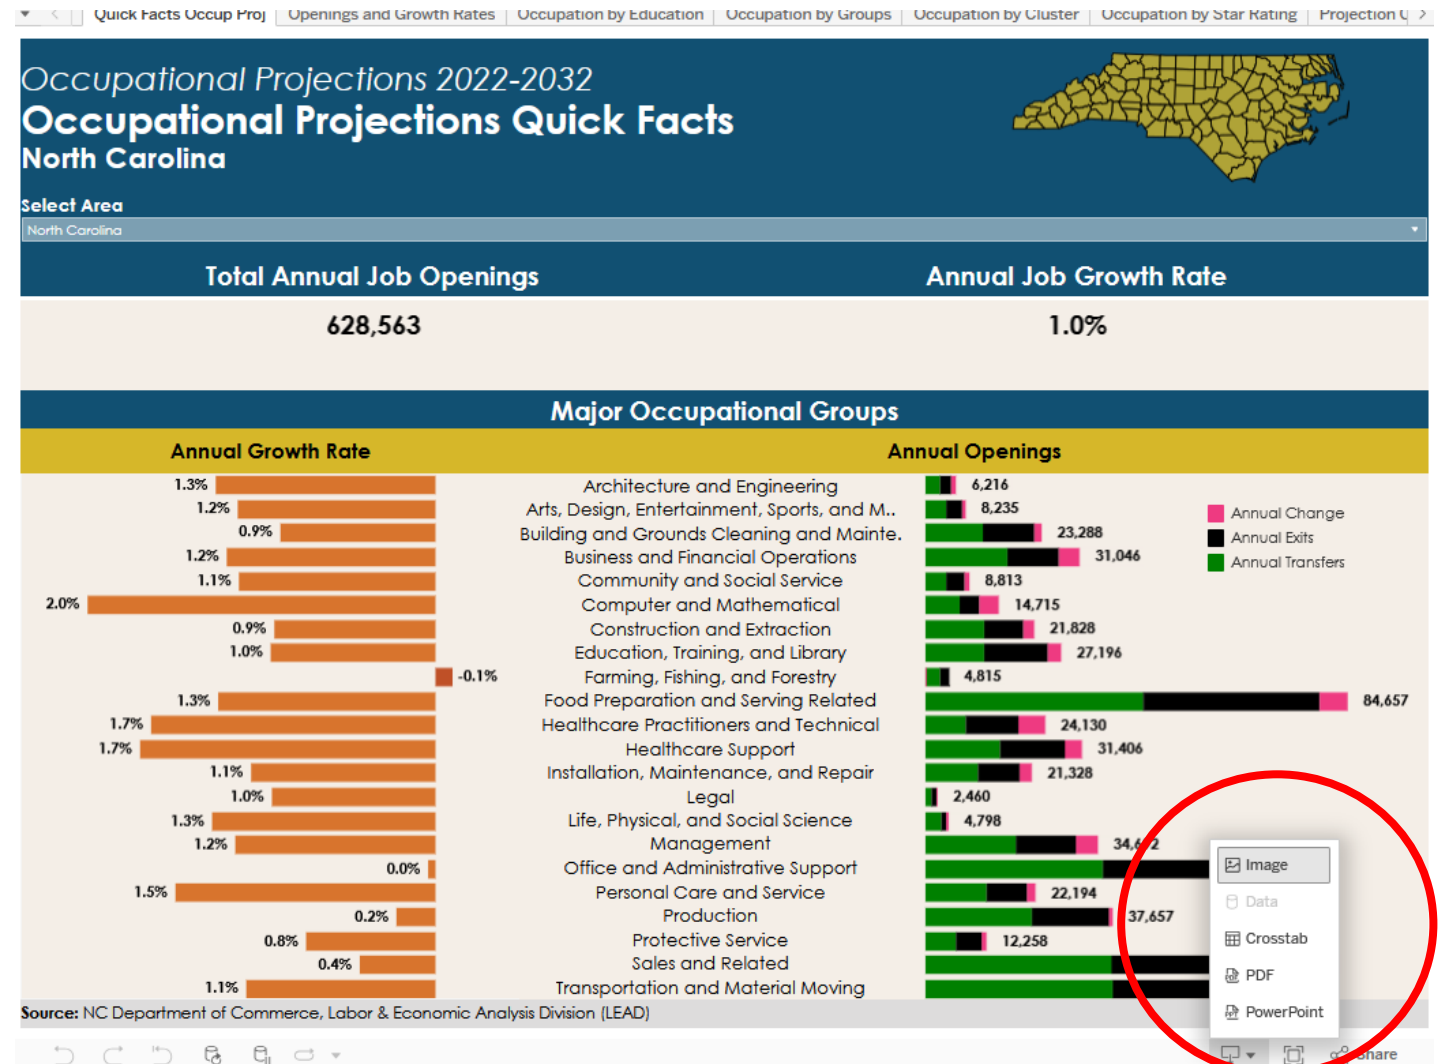 Quick Facts Occup Proj Openings and Growth Rates Occupation by Education Occupation by Groups Occupation by Cluster Occupation by Star Rating Projection
Occupational Projections 2022-2032
Occupational Projections Quick Facts
North Carolina
Select Area
North Carolina
Total Annual Job Openings Annual Job Growth Rate
628,563 1.0%
Major Occupational Groups
Annual Growth Rate Annual Openings
1.3% Architecture and Engineering 6,216
1.2% Arts, Design, Entertainment, Sports, and M.. 8,235
Annual Change
0.9% Building and Grounds Cleaning and Mainte. 23,288
Annual Exits
1.2% Business and Financial Operations 31,046
Annual Transfers
1.1% Community and Social Service 8,813
2.0% Computer and Mathematical 14,715
0.9% Construction and Extraction 21,828
1.0% Education, Training, and Library 27,196
-0.1% Farming, Fishing, and Forestry 4,815
1.3% Food Preparation and Serving Related 84,657
1.7% Healthcare Practitioners and Technical 24,130
1.7% Healthcare Support 31,406
1.1% Installation, Maintenance, and Repair 21,328
1.0% Legal 2,460
1.3% Life, Physical, and Social Science 4,798
1.2% Management
0.0% Office and Administrative Support
1.5% Personal Care and Service 22,194
0.2% Production 37,657
0.8% Protective Service 12,258
0.4% Sales and Related
1.1% Transportation and Material Moving
Image
Data
Crosstab
PDF
PowerPoint
Source: NC Department of Commerce, Labor & Economic Analysis Division (LEAD)
Share